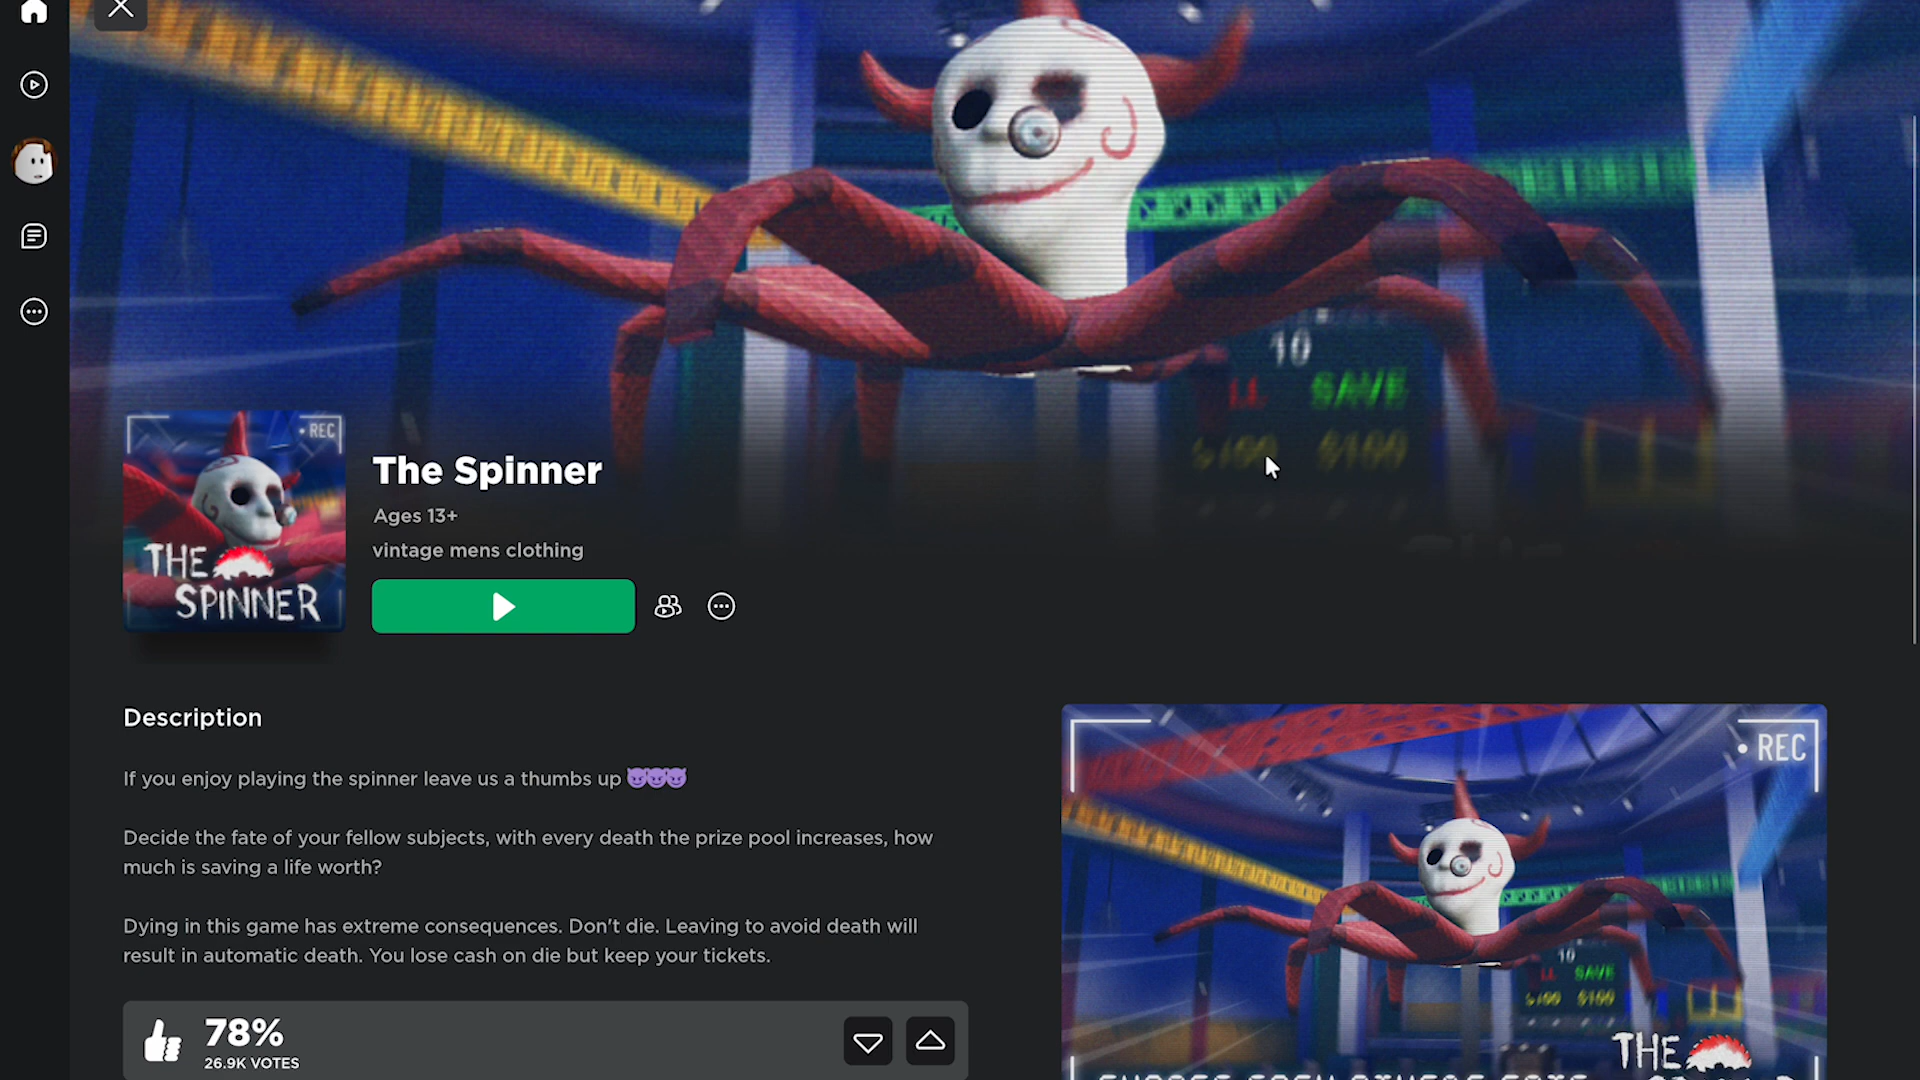 10
LL SAVE
$100 $100
• REC
THE
SPINNER
The Spinner
Ages 13+
vintage mens clothing
Description
If you enjoy playing the spinner leave us a thumbs up 😈😈😈
Decide the fate of your fellow subjects, with every death the prize pool increases, how
much is saving a life worth?
Dying in this game has extreme consequences. Don't die. Leaving to avoid death will
result in automatic death. You lose cash on die but keep your tickets.
78%
26.9K VOTES
• REC
10
LL SAVE
$100 $100
THE